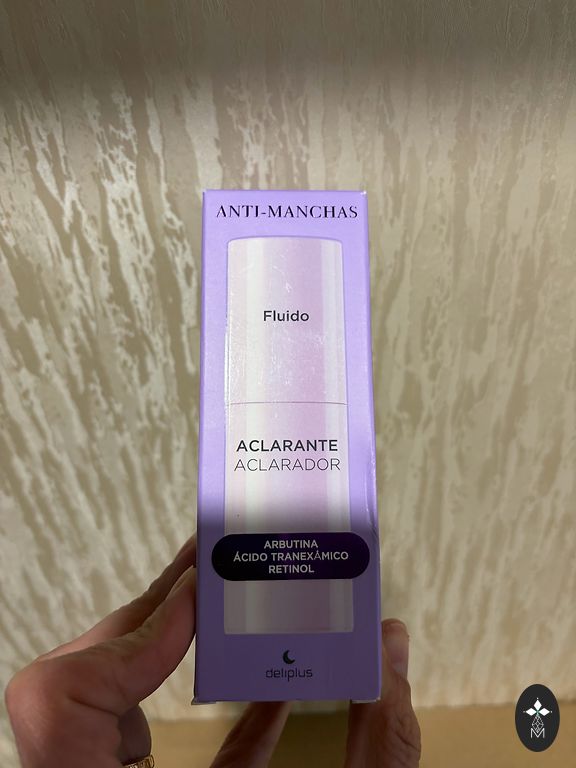 ANTI-MANCHAS
Fluido
ACLARANTE
ACLARADOR
ARBUTINA
ÁCIDO TRANEXÂMICO
RETINOL
deliplus
M